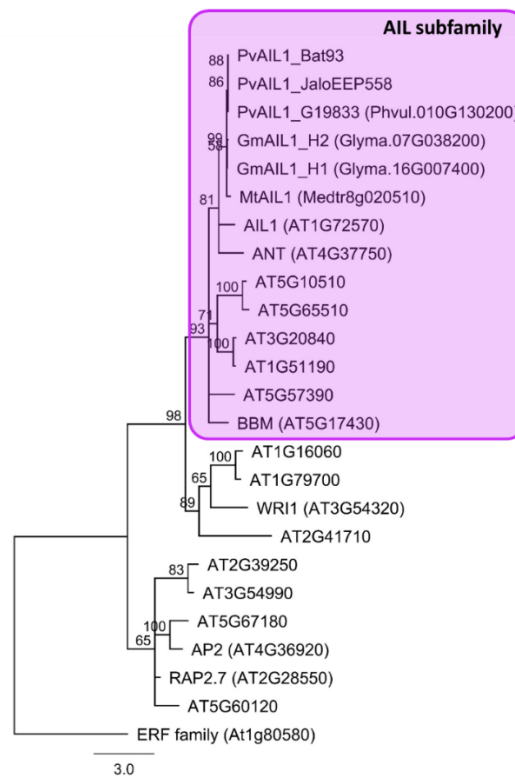 AIL subfamily
88
PvAIL1_Bat93
86
PvAIL1_JaloEEP558
PvAIL1_G19833 (Phvul.010G130200)
99
GmAIL1_H2 (Glyma.07G038200)
58
GmAIL1_H1 (Glyma.16G007400)
MtAIL1 (Medtr8g020510)
81
AIL1 (AT1G72570)
ANT (AT4G37750)
AT5G10510
100
AT5G65510
71
93
AT3G20840
100
AT1G51190
AT5G57390
98
BBM (AT5G17430)
AT1G16060
100
AT1G79700
65
WRI1 (AT3G54320)
89
AT2G41710
AT2G39250
83
AT3G54990
AT5G67180
100
65
AP2 (AT4G36920)
RAP2.7 (AT2G28550)
AT5G60120
ERF family (At1g80580)
3.0